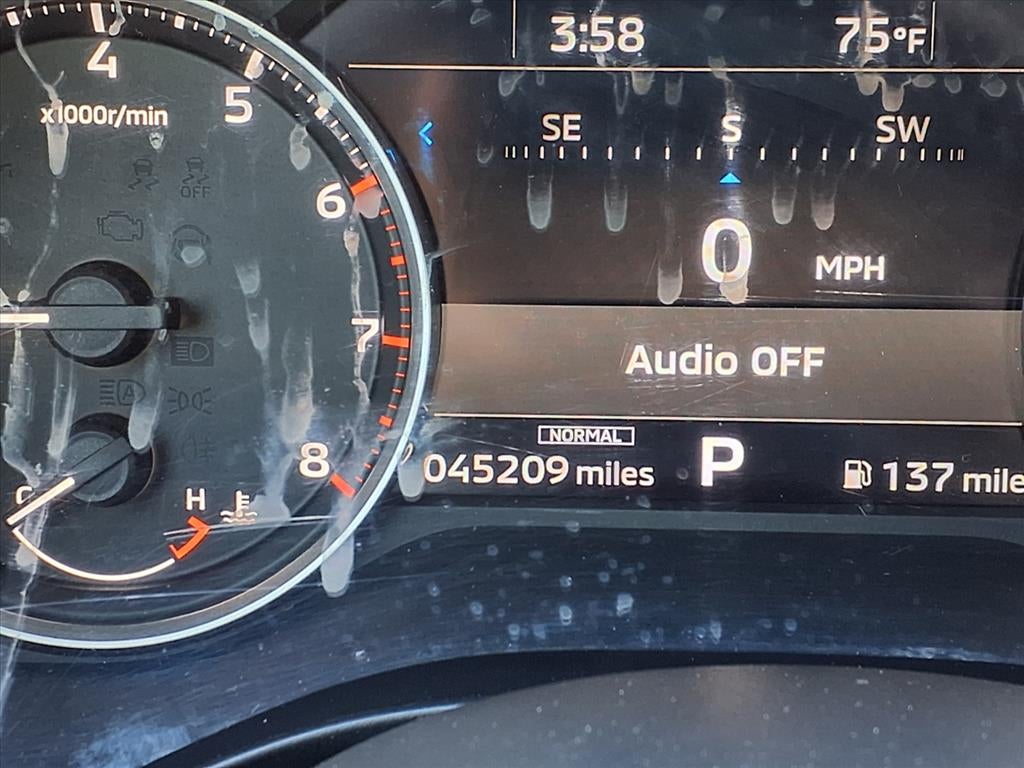 3:58 75°F
4
5
x1000r/min
SE S SW
OFF
6
0 MPH
7
Audio OFF
A
NORMAL
8
045209 miles P 137 mile
C H